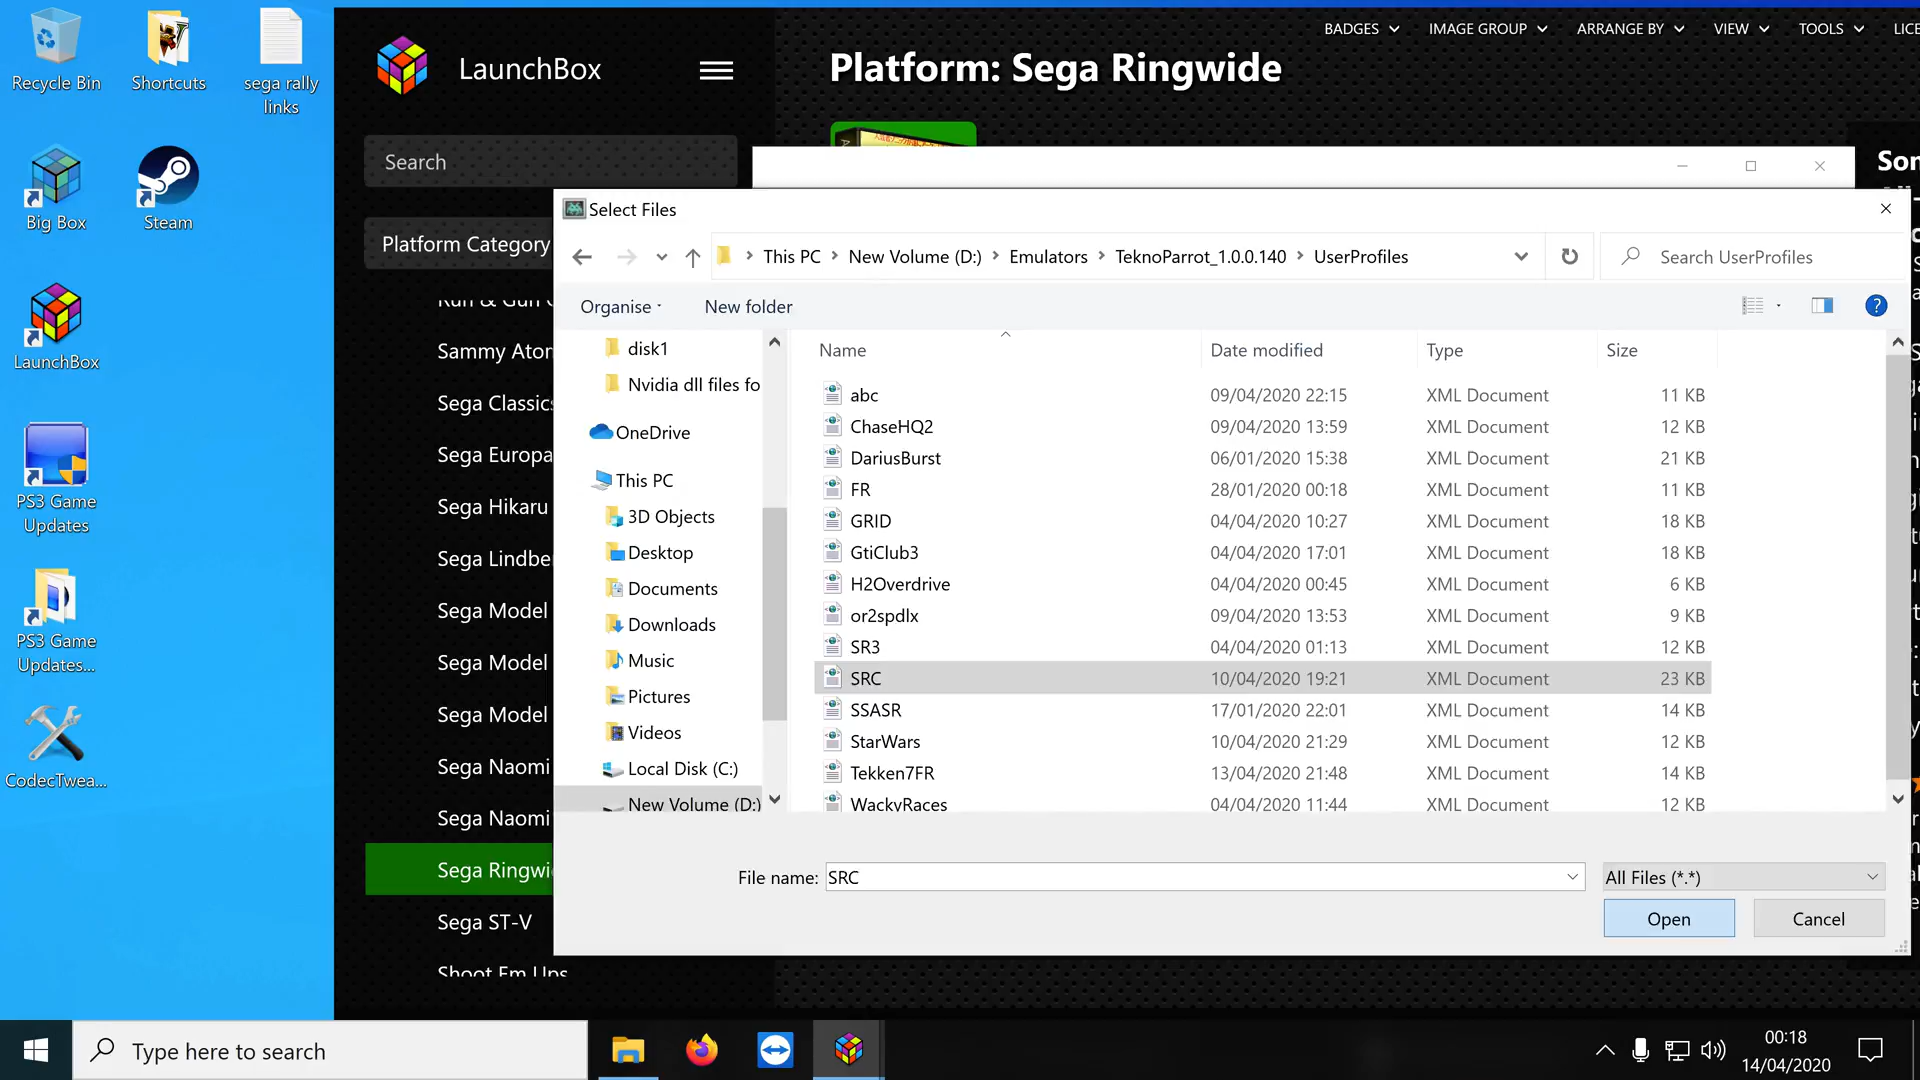 Recycle Bin
Shortcuts
sega rally
links
Big Box
Steam
LaunchBox
PS3 Game
Updates
PS3 Game
Updates...
CodecTwea...
LaunchBox
Search
Platform Category
Run & Gun
Sammy Atom
Sega Classics
Sega Europa
Sega Hikaru
Sega Lindber
Sega Model
Sega Model
Sega Model
Sega Naomi
Sega Naomi
Sega Ringwi
Sega ST-V
Shoot Em Ups
BADGES
IMAGE GROUP
ARRANGE BY
VIEW
TOOLS
LICE
Platform: Sega Ringwide
Son
Select Files
This PC
New Volume (D:)
Emulators
TeknoParrot_1.0.0.140
UserProfiles
Search UserProfiles
Organise
New folder
disk1
Nvidia dll files fo
OneDrive
This PC
3D Objects
Desktop
Documents
Downloads
Music
Pictures
Videos
Local Disk (C:)
New Volume (D:)
Name Date modified Type Size
abc 09/04/2020 22:15 XML Document 11 KB
ChaseHQ2 09/04/2020 13:59 XML Document 12 KB
DariusBurst 06/01/2020 15:38 XML Document 21 KB
FR 28/01/2020 00:18 XML Document 11 KB
GRID 04/04/2020 10:27 XML Document 18 KB
GtiClub3 04/04/2020 17:01 XML Document 18 KB
H2Overdrive 04/04/2020 00:45 XML Document 6 KB
or2spdlx 09/04/2020 13:53 XML Document 9 KB
SR3 04/04/2020 01:13 XML Document 12 KB
SRC 10/04/2020 19:21 XML Document 23 KB
SSASR 17/01/2020 22:01 XML Document 14 KB
StarWars 10/04/2020 21:29 XML Document 12 KB
Tekken7FR 13/04/2020 21:48 XML Document 14 KB
WackyRaces 04/04/2020 11:44 XML Document 12 KB
File name: SRC
All Files (*.*)
Open
Cancel
Type here to search
00:18
14/04/2020